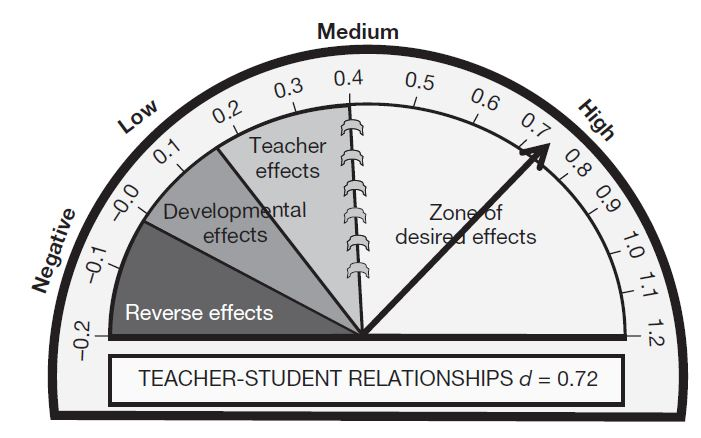 Medium
Low
High
Negative
–0.2
–0.1
–0.0
0.1
0.2
0.3
0.4
0.5
0.6
0.7
0.8
0.9
1.0
1.1
1.2
Teacher
effects
Developmental
effects
Reverse effects
Zone of
desired effects
TEACHER-STUDENT RELATIONSHIPS d = 0.72